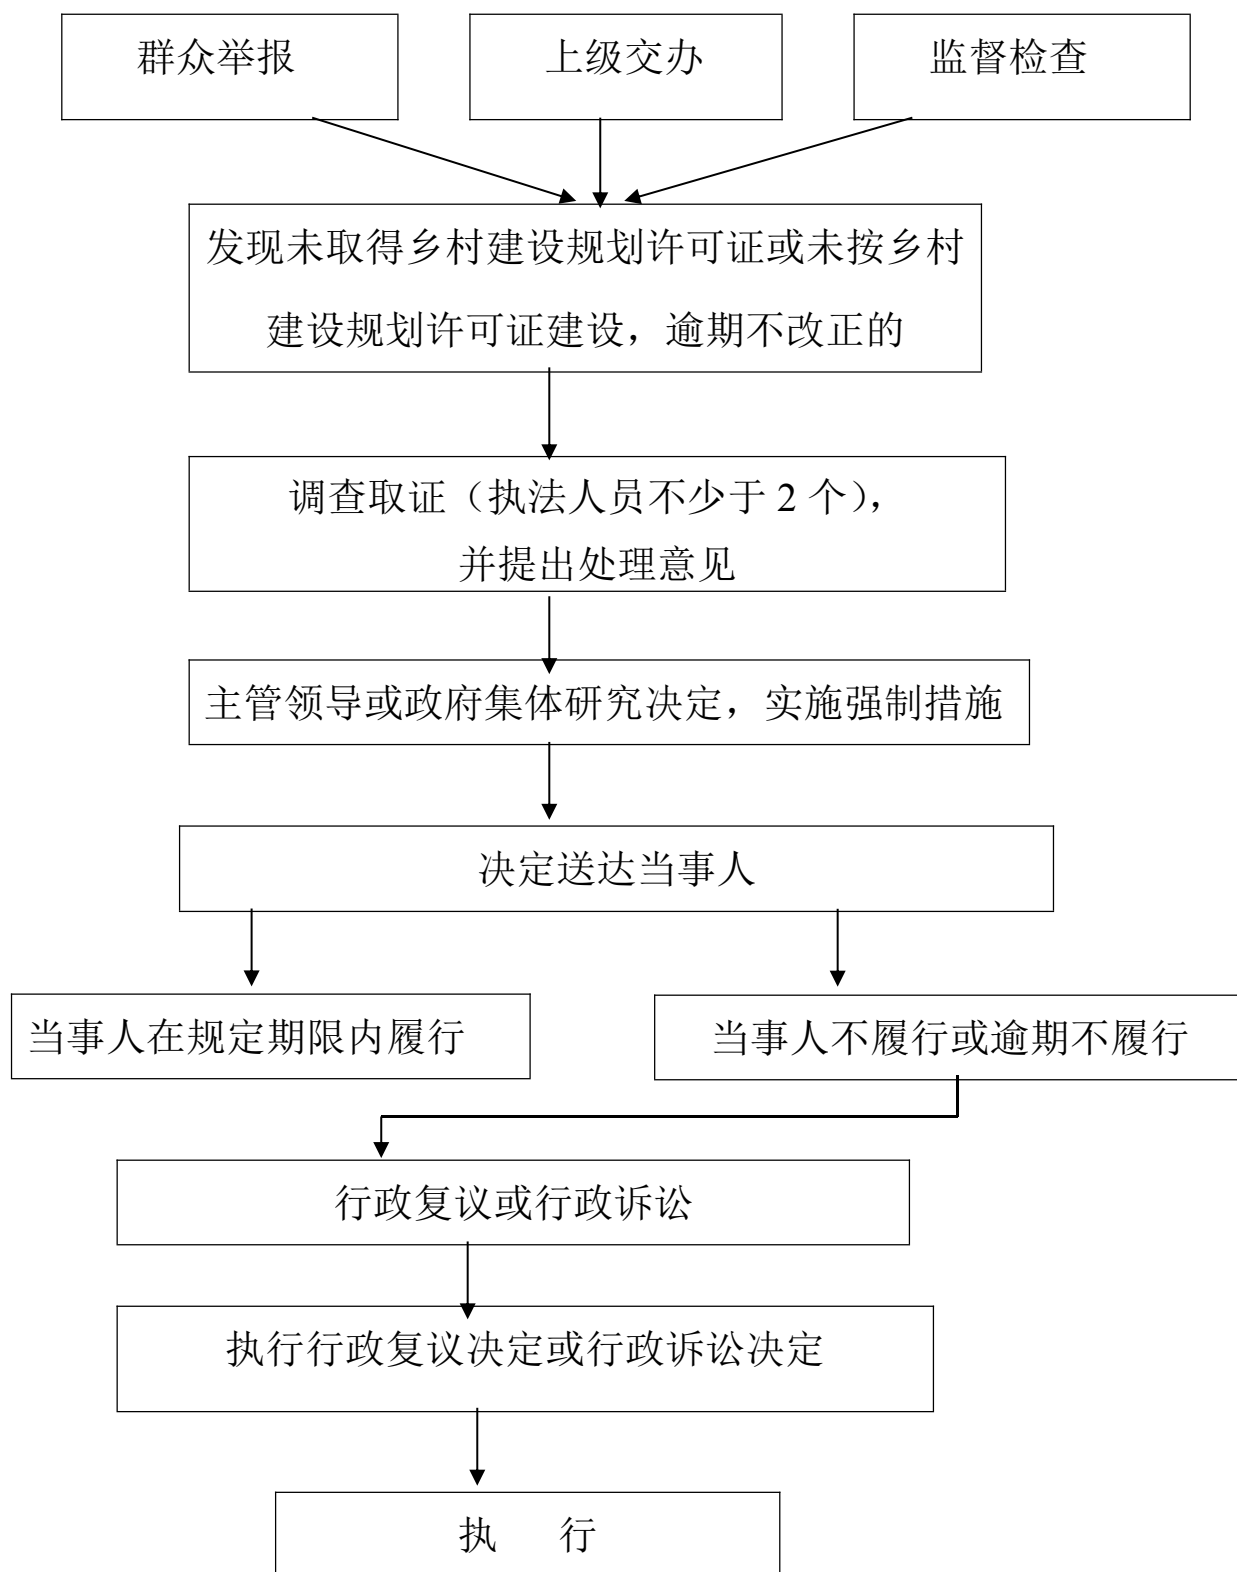 群众举报
上级交办
监督检查
发现未取得乡村建设规划许可证或未按乡村
建设规划许可证建设，逾期不改正的
调查取证（执法人员不少于 2 个），
并提出处理意见
主管领导或政府集体研究决定，实施强制措施
决定送达当事人
当事人在规定期限内履行
当事人不履行或逾期不履行
行政复议或行政诉讼
执行行政复议决定或行政诉讼决定
执 行